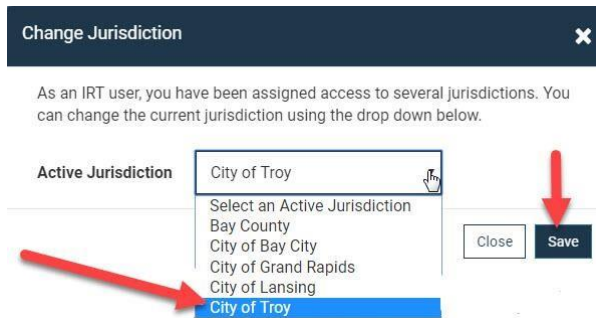 Change Jurisdiction
As an IRT user, you have been assigned access to several jurisdictions. You
can change the current jurisdiction using the drop down below.
Active Jurisdiction
City of Troy
Select an Active Jurisdiction
Bay County
City of Bay City
City of Grand Rapids
City of Lansing
City of Troy
Close
Save